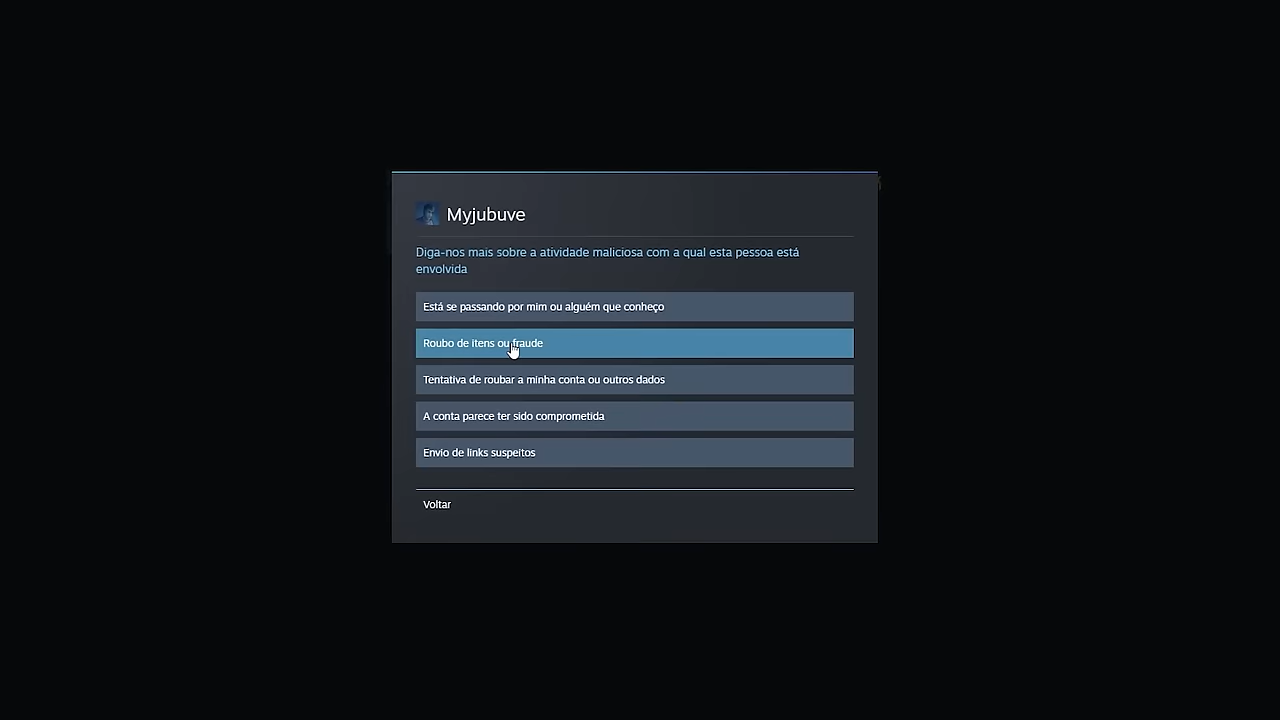 Myjubuve
Diga-nos mais sobre a atividade maliciosa com a qual esta pessoa está
envolvida
Está se passando por mim ou alguém que conheço
Roubo de itens ou fraude
Tentativa de roubar a minha conta ou outros dados
A conta parece ter sido comprometida
Envio de links suspeitos
Voltar